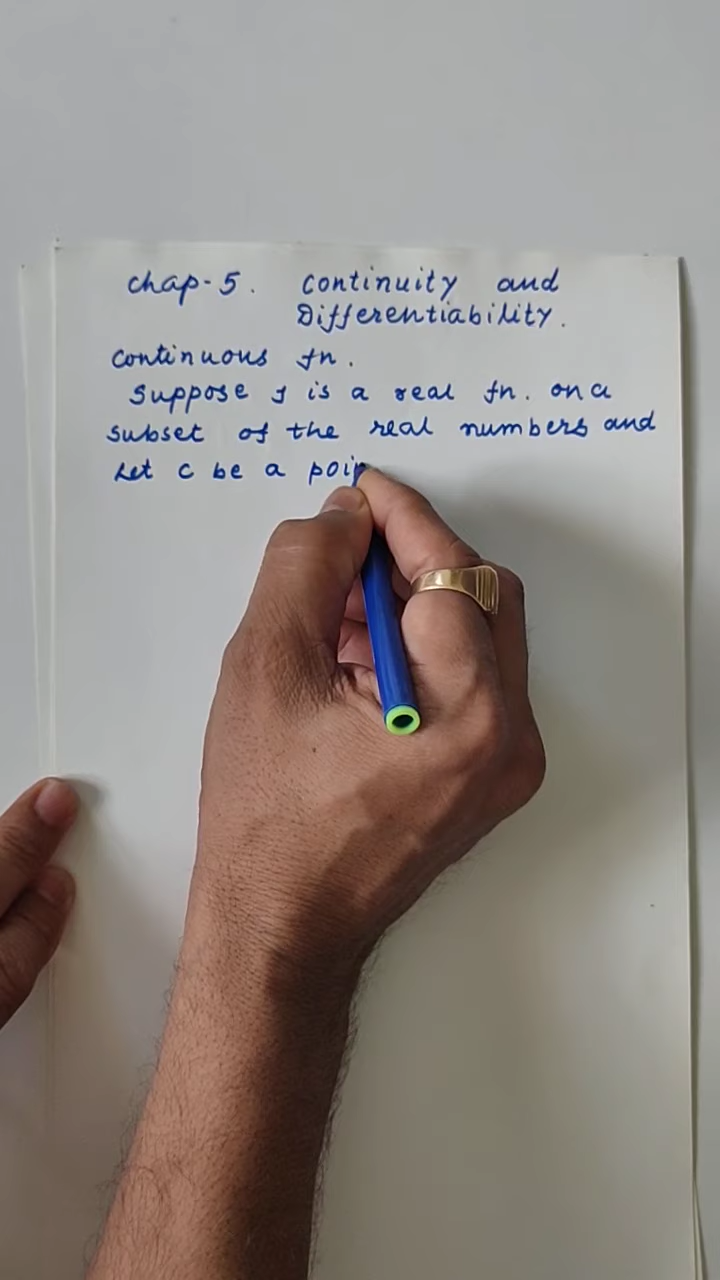 chap-5. continuity and
Differentiability.
continuous fn.
Suppose f is a real fn. on a
subset of the real numbers and
Let c be a poin